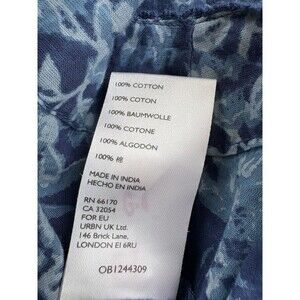 100% COTTON
100% COTON
100% BAUMWOLLE
100% COTONE
100% ALGODÓN
100% 棉
MADE IN INDIA
HECHO EN INDIA
RN 66170
CA 32054
FOR EU
URBN UK Ltd.
146 Brick Lane,
LONDON E1 6RU
OB1244309